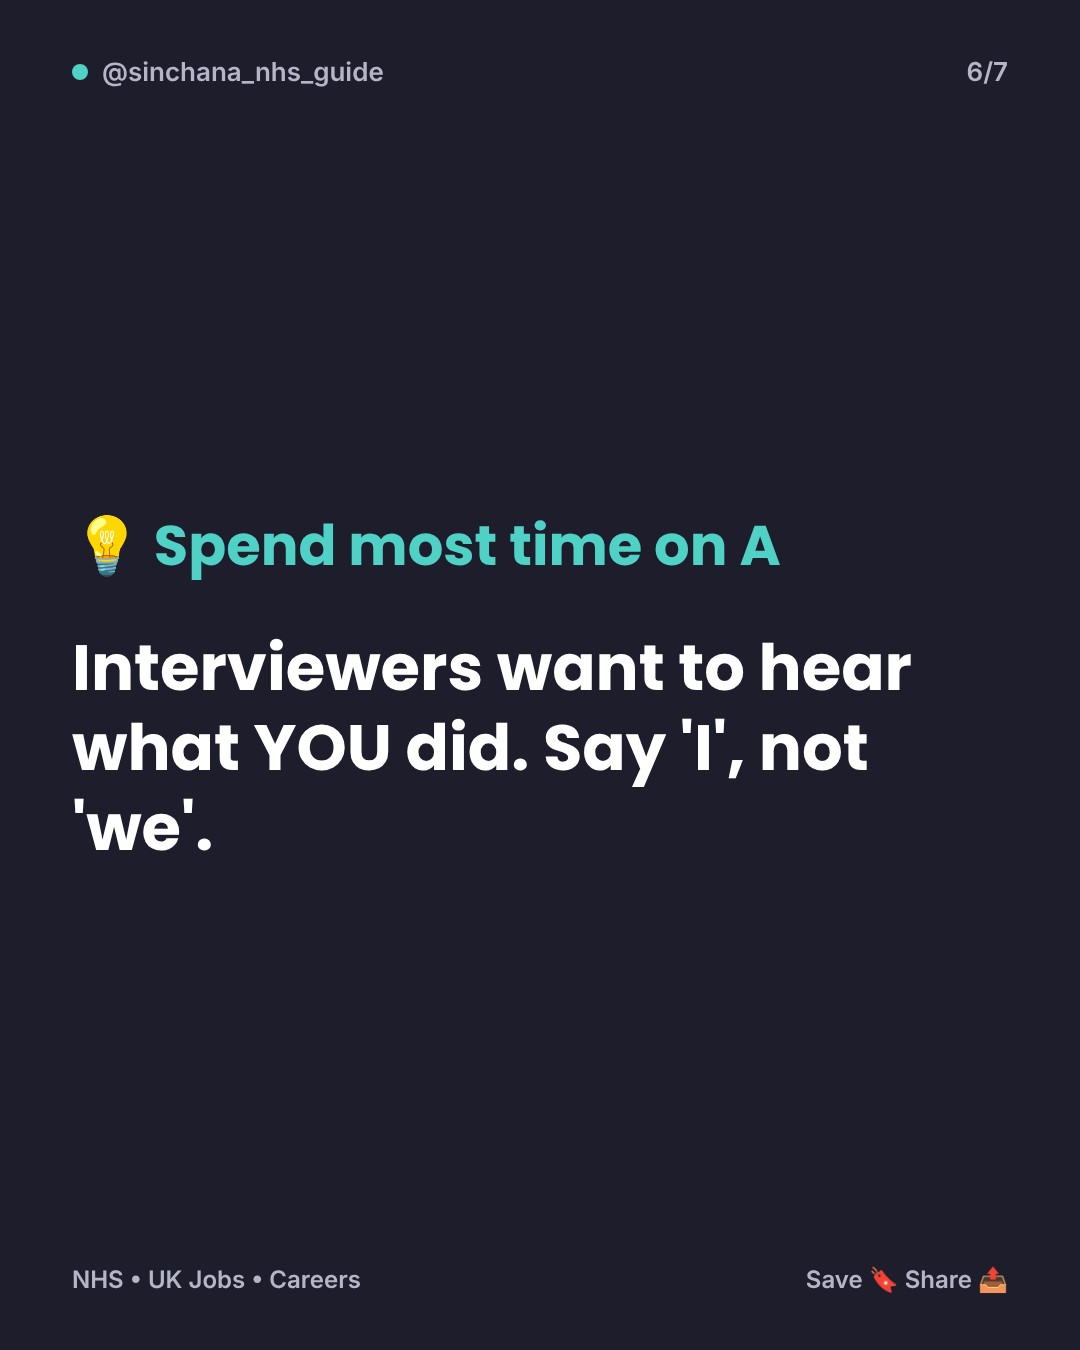 @sinchana_nhs_guide
6/7
💡 Spend most time on A
Interviewers want to hear
what YOU did. Say 'I', not
'we'.
NHS • UK Jobs • Careers
Save 🔖 Share 📤